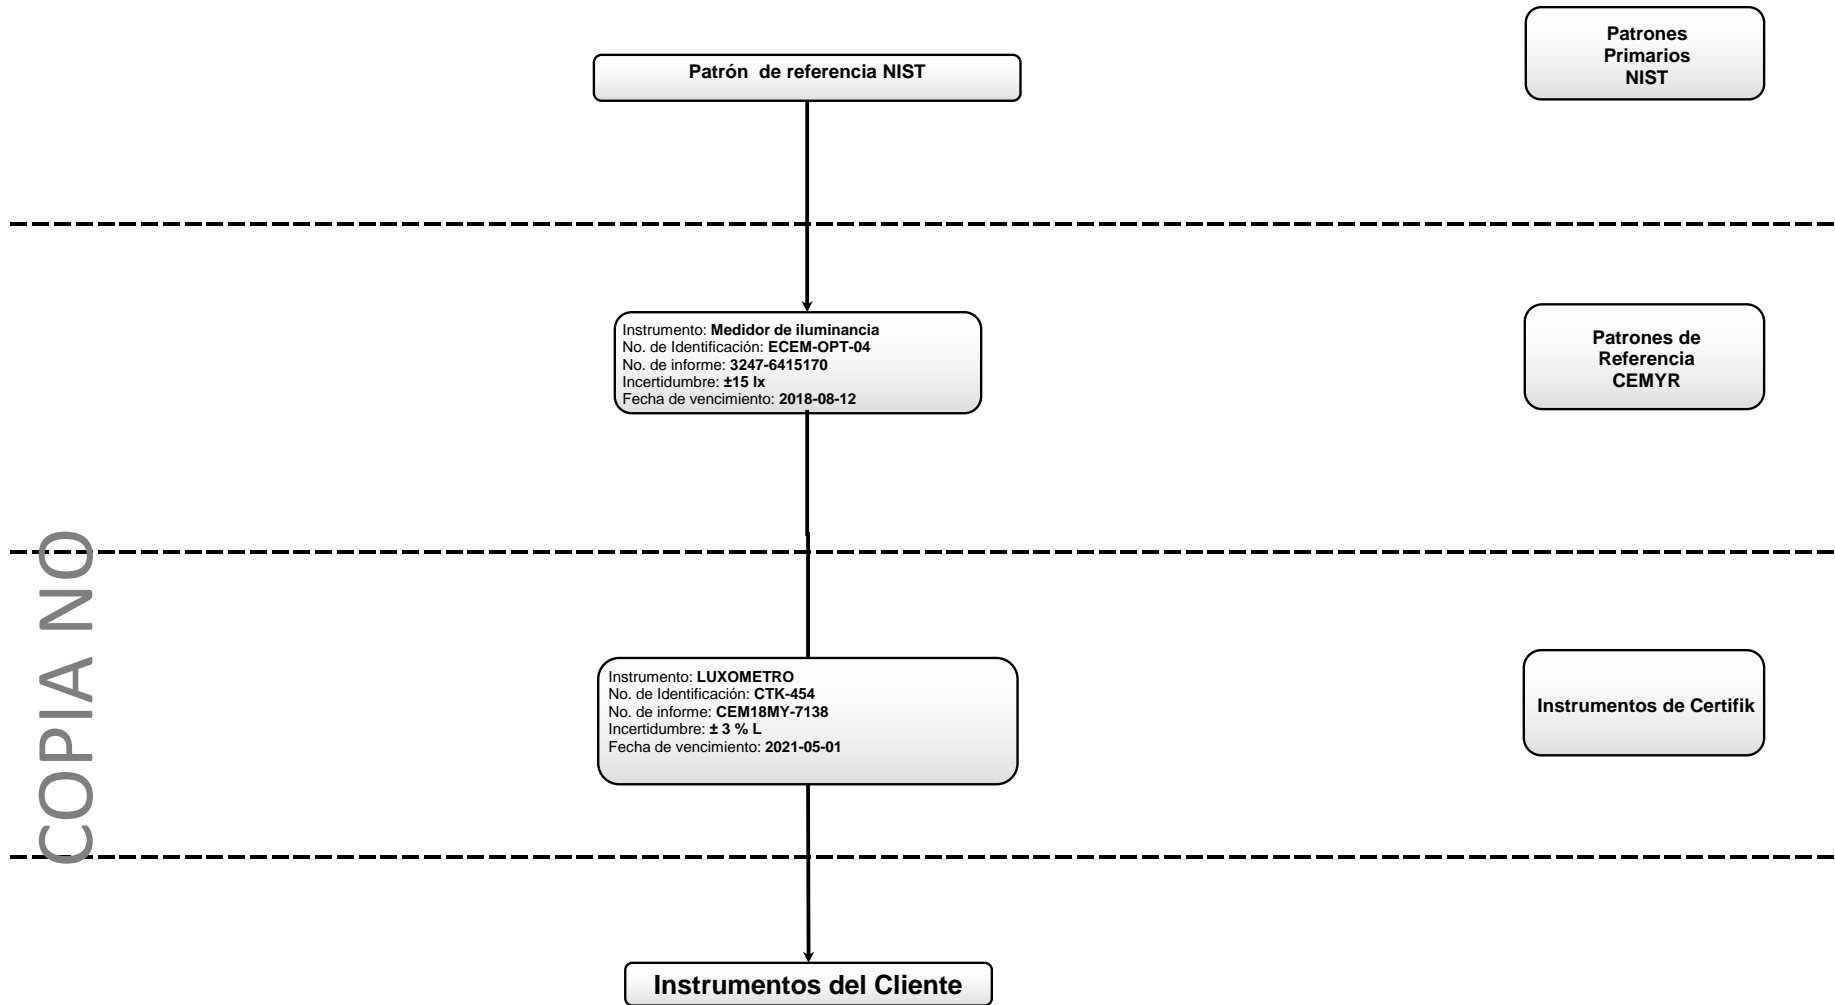 Patrón de referencia NIST
Patrones
Primarios
NIST
Instrumento: Medidor de iluminancia
No. de Identificación: ECEM-OPT-04
No. de informe: 3247-6415170
Incertidumbre: ±15 lx
Fecha de vencimiento: 2018-08-12
Patrones de
Referencia
CEMYR
Instrumento: LUXOMETRO
No. de Identificación: CTK-454
No. de informe: CEM18MY-7138
Incertidumbre: ± 3 % L
Fecha de vencimiento: 2021-05-01
Instrumentos de Certifik
COPIA NO
Instrumentos del Cliente